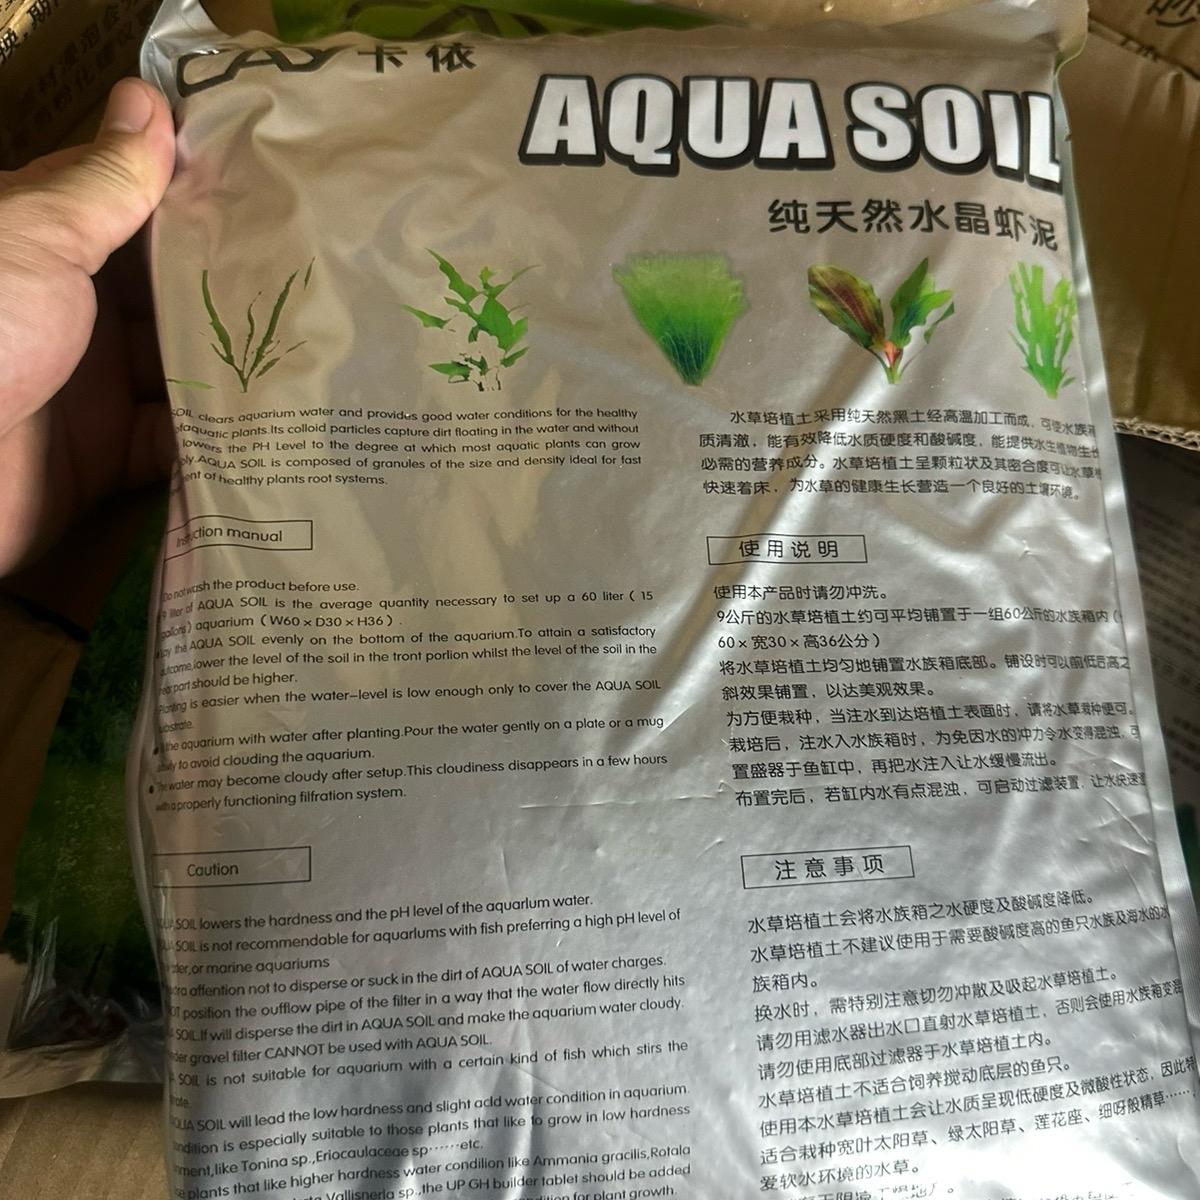 CAY 卡依
AQUA SOIL
纯天然水晶虾泥
SOIL clears aquarium water and provides good water conditions for the healthy
ofaquatic plants.Its colloid particles capture dirt floating in the water and without
lowers the PH Level to the degree at which most aquatic plants can grow
AQUA SOIL is composed of granules of the size and density ideal for fast
of healthy plants root systems.
Instruction manual
Do not wash the product before use.
9 liter of AQUA SOIL is the average quantity necessary to set up a 60 liter ( 15
gallons ) aquarium ( W60 × D30 × H36 ) .
Lay the AQUA SOIL evenly on the bottom of the aquarium.To attain a satisfactory
outcome,lower the level of the soil in the tront porlion whilst the level of the soil in the
rear part should be higher.
Planting is easier when the water-level is low enough only to cover the AQUA SOIL
substrate.
the aquarium with water after planting.Pour the water gently on a plate or a mug
to avoid clouding the aquarium.
The water may become cloudy after setup.This cloudiness disappears in a few hours
with a properly functioning filfration system.
Caution
SOIL lowers the hardness and the pH level of the aquarlum water.
SOIL is not recommendable for aquarlums with fish preferring a high pH level of
water,or marine aquariums
affention not to disperse or suck in the dirt of AQUA SOIL of water charges.
position the outflow pipe of the filter in a way that the water flow directly hits
SOIL.If will disperse the dirt in AQUA SOIL and make the aquarium water cloudy.
gravel filter CANNOT be used with AQUA SOIL.
SOIL is not suitable for aquarium with a certain kind of fish which stirs the
AQUA SOIL will lead the low hardness and slight acld water condition in aquarium.
condition is especially suitable to those plants that like to grow in low hardness
like Tonina sp.,Eriocaulaceae sp······etc.
plants that like higher hardness water condilion like Ammania gracilis,Rotala
Vallisnerla sp.,the UP GH builder tablet should be added
for plant growth.
水草培植土采用纯天然黑土经高温加工而成，可使水族
质清澈，能有效降低水质硬度和酸碱度，能提供水生植物生长
必需的营养成分。水草培植土呈颗粒状及其密合度可让水草
快速着床，为水草的健康生长营造一个良好的土壤环境。
使用说明
使用本产品时请勿冲洗。
9公斤的水草培植土约可平均铺置于一组60公斤的水族箱内（
60 × 宽30 × 高36公分）
将水草培植土均匀地铺置水族箱底部。铺设时可以前低后高之
斜效果铺置，以达美观效果。
为方便栽种，当注水到达培植土表面时，请将水草栽种便可。
栽培后，注水入水族箱时，为免因水的冲力令水变得混浊，可
置盛器于鱼缸中，再把水注入让水缓慢流出。
布置完后，若缸内水有点混浊，可启动过滤装置，让水快速
注意事项
水草培植土会将水族箱之水硬度及酸碱度降低。
水草培植土不建议使用于需要酸碱度高的鱼只水族及海水的水
族箱内。
换水时，需特别注意切勿冲散及吸起水草培植土。
请勿用滤水器出水口直射水草培植土，否则会使用水族箱变混
请勿使用底部过滤器于水草培植土内。
水草培植土不适合饲养搅动底层的鱼只。
使用本水草培植土会让水质呈现低硬度及微酸性状态，因此特
适合栽种宽叶太阳草、绿太阳草、莲花座、细呀般精草······
爱软水环境的水草。